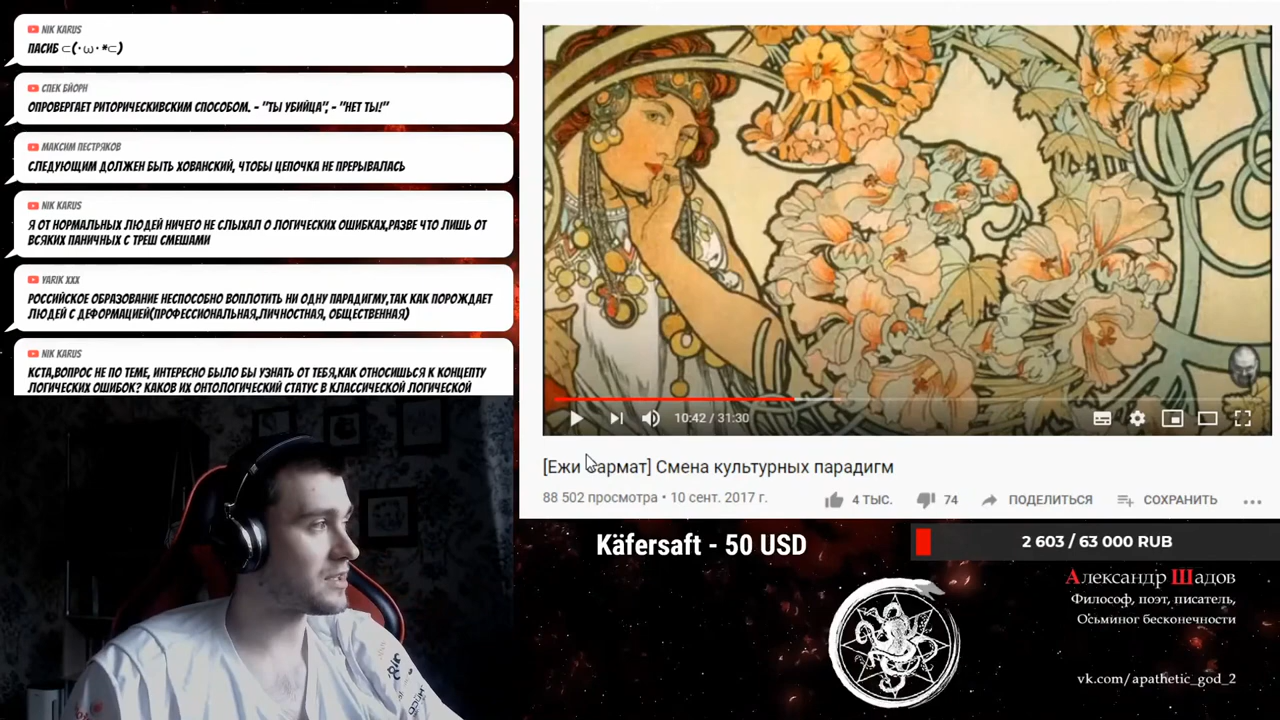 NIK KARUS
ПАСИБ ⊂(･ω･*⊂)
СПЕК БЙОРН
ОПРОВЕРГАЕТ РИТОРИЧЕСКИВСКИМ СПОСОБОМ. - "ТЫ УБИЙЦА", - "НЕТ ТЫ!"
МАКСИМ ПЕСТРЯКОВ
СЛЕДУЮЩИМ ДОЛЖЕН БЫТЬ ХОВАНСКИЙ, ЧТОБЫ ЦЕПОЧКА НЕ ПРЕРЫВАЛАСЬ
NIK KARUS
Я ОТ НОРМАЛЬНЫХ ЛЮДЕЙ НИЧЕГО НЕ СЛЫХАЛ О ЛОГИЧЕСКИХ ОШИБКАХ,РАЗВЕ ЧТО ЛИШЬ ОТ
ВСЯКИХ ПАНИЧНЫХ С ТРЕШ СМЕШАМИ
YARIK XXX
РОССИЙСКОЕ ОБРАЗОВАНИЕ НЕСПОСОБНО ВОПЛОТИТЬ НИ ОДНУ ПАРАДИГМУ,ТАК КАК ПОРОЖДАЕТ
ЛЮДЕЙ С ДЕФОРМАЦИЕЙ(ПРОФЕССИОНАЛЬНАЯ,ЛИЧНОСТНАЯ, ОБЩЕСТВЕННАЯ)
NIK KARUS
КСТА,ВОПРОС НЕ ПО ТЕМЕ, ИНТЕРЕСНО БЫЛО БЫ УЗНАТЬ ОТ ТЕБЯ,КАК ОТНОСИШЬСЯ К КОНЦЕПТУ
ЛОГИЧЕСКИХ ОШИБОК? КАКОВ ИХ ОНТОЛОГИЧЕСКИЙ СТАТУС В КЛАССИЧЕСКОЙ ЛОГИЧЕСКОЙ
10:42 / 31:30
[Ежи Сармат] Смена культурных парадигм
88 502 просмотра • 10 сент. 2017 г.
4 ТЫС.
74
ПОДЕЛИТЬСЯ
СОХРАНИТЬ
Käfersaft - 50 USD
2 603 / 63 000 RUB
Александр Шадов
Философ, поэт, писатель,
Осьминог бесконечности
vk.com/apathetic_god_2